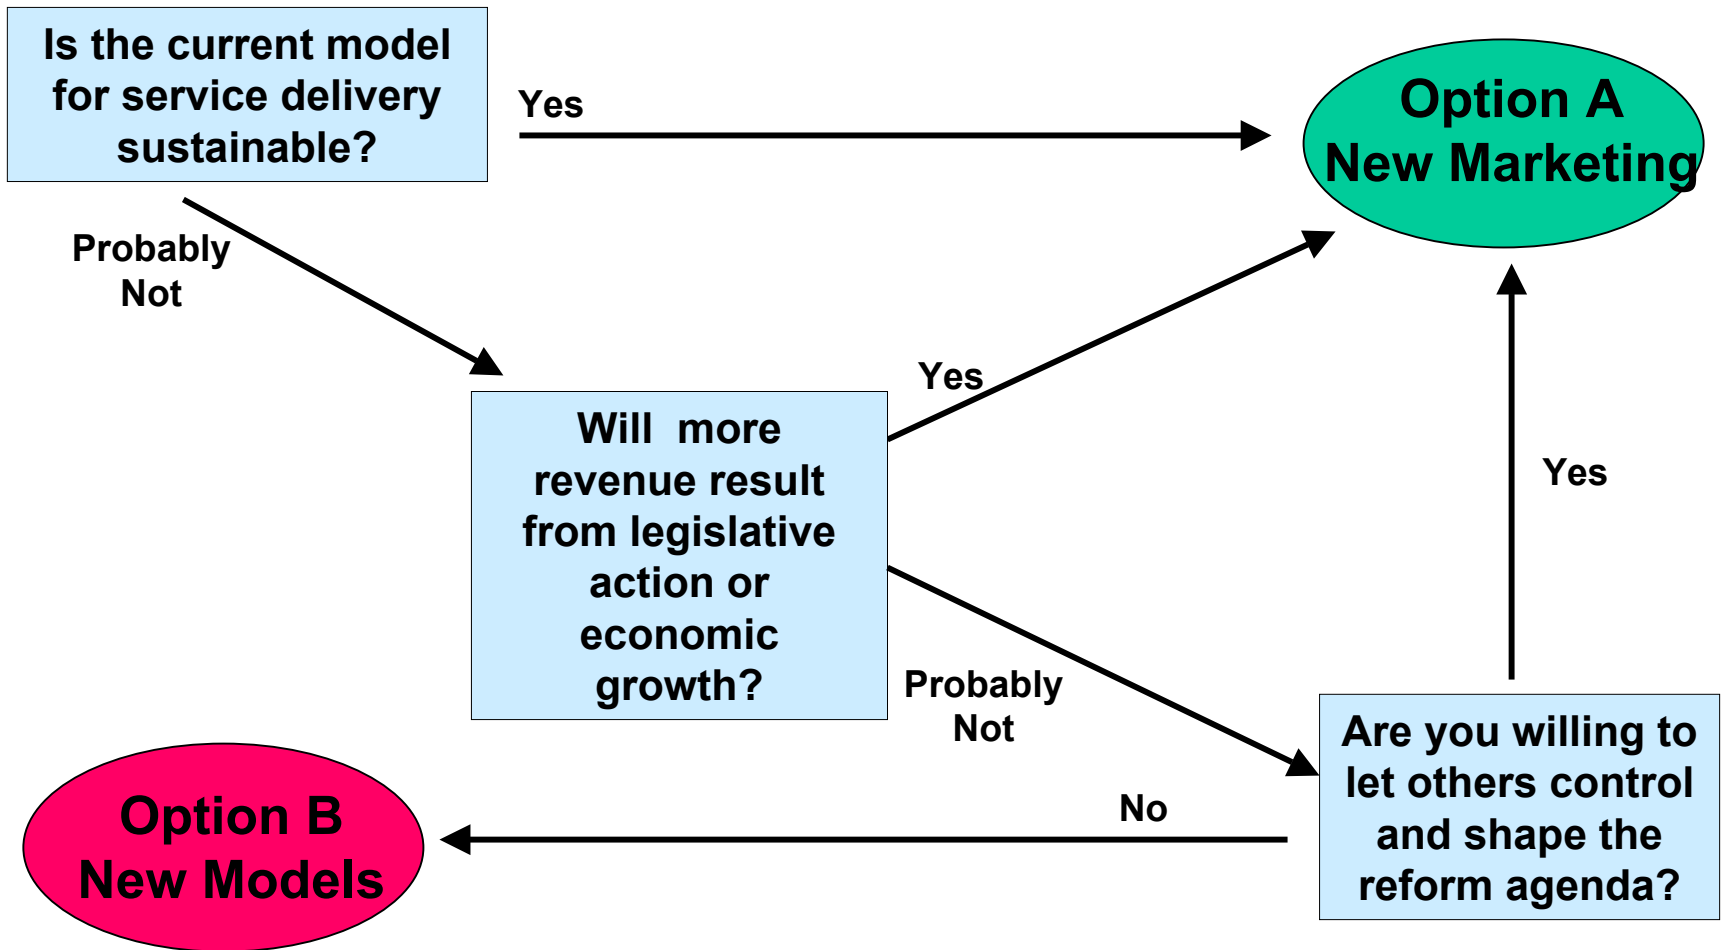 Is the current model
for service delivery
sustainable?
Yes
Option A
New Marketing
Probably
Not
Yes
Will  more
revenue result
from legislative
action or
economic
growth?
Yes
Probably
Not
Are you willing to
let others control
and shape the
reform agenda?
No
Option B
New Models